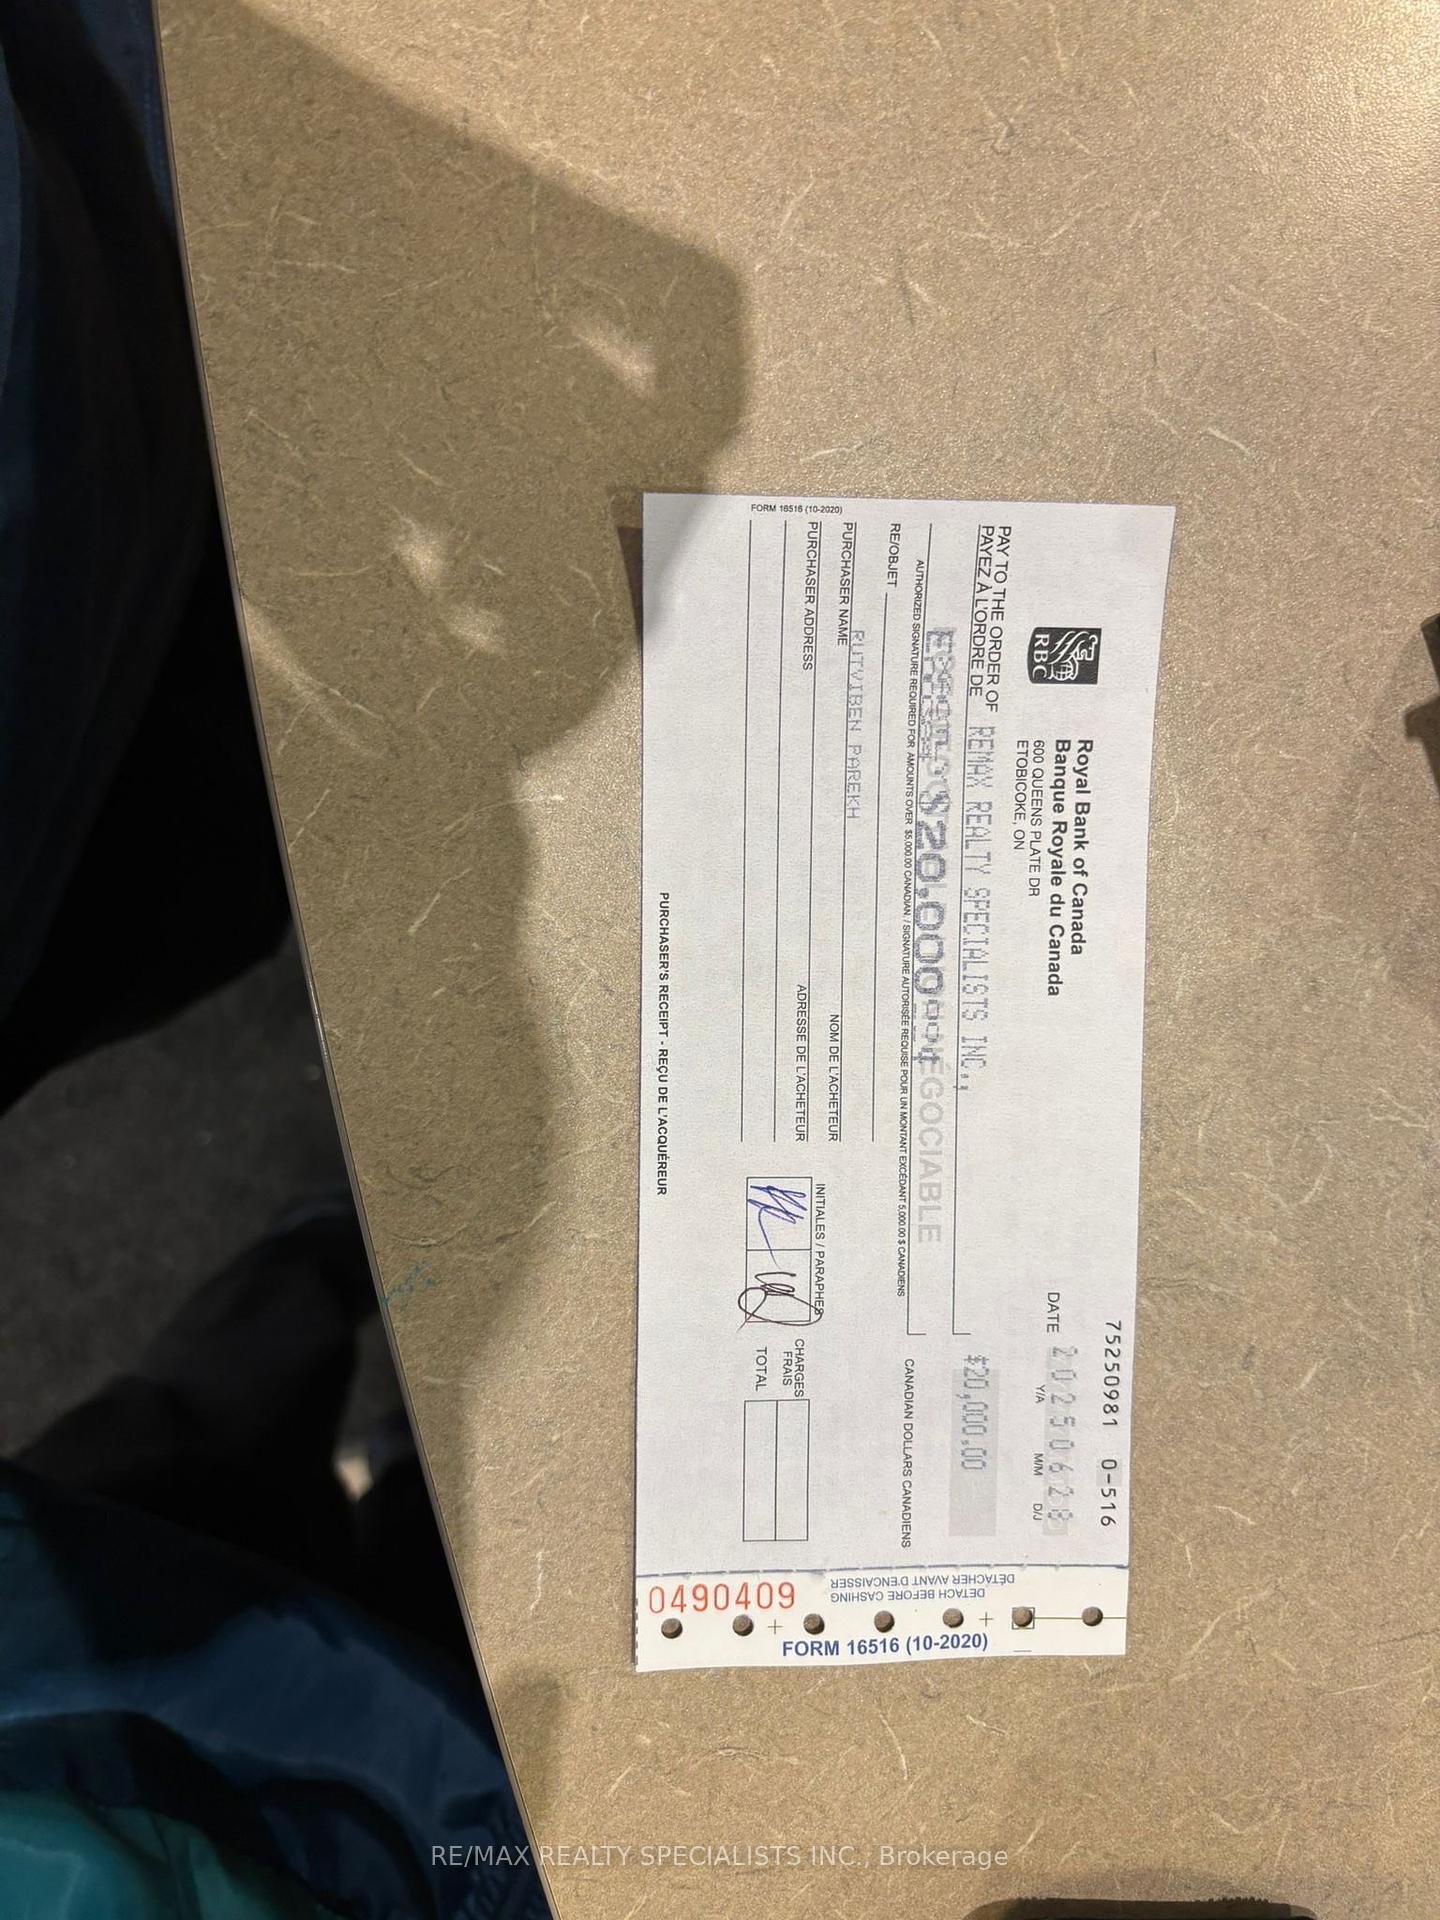 75250981 0-516
RBC
Royal Bank of Canada
Banque Royale du Canada
600 QUEENS PLATE DR
ETOBICOKE, ON
DATE 20250628
Y/A M/M D/J
PAY TO THE ORDER OF
PAYEZ À L'ORDRE DE REMAX REALTY SPECIALISTS INC.,
$20,000.00
$20,000 NÉGOCIABLE
AUTHORIZED SIGNATURE REQUIRED FOR AMOUNTS OVER $5,000.00 CANADIAN. / SIGNATURE AUTORISÉE REQUISE POUR UN MONTANT EXCÉDANT 5,000.00 $ CANADIENS
CANADIAN DOLLARS CANADIENS
RE/OBJET
RUTVIBEN PAREKH
PURCHASER NAME NOM DE L'ACHETEUR
PURCHASER ADDRESS ADRESSE DE L'ACHETEUR
INITIALES / PARAPHES
CHARGES
FRAIS
TOTAL
FORM 16516 (10-2020)
PURCHASER'S RECEIPT - REÇU DE L'ACQUÉREUR
DETACH BEFORE CASHING
DÉTACHER AVANT D'ENCAISSER
0490409
FORM 16516 (10-2020)
RE/MAX REALTY SPECIALISTS INC., Brokerage